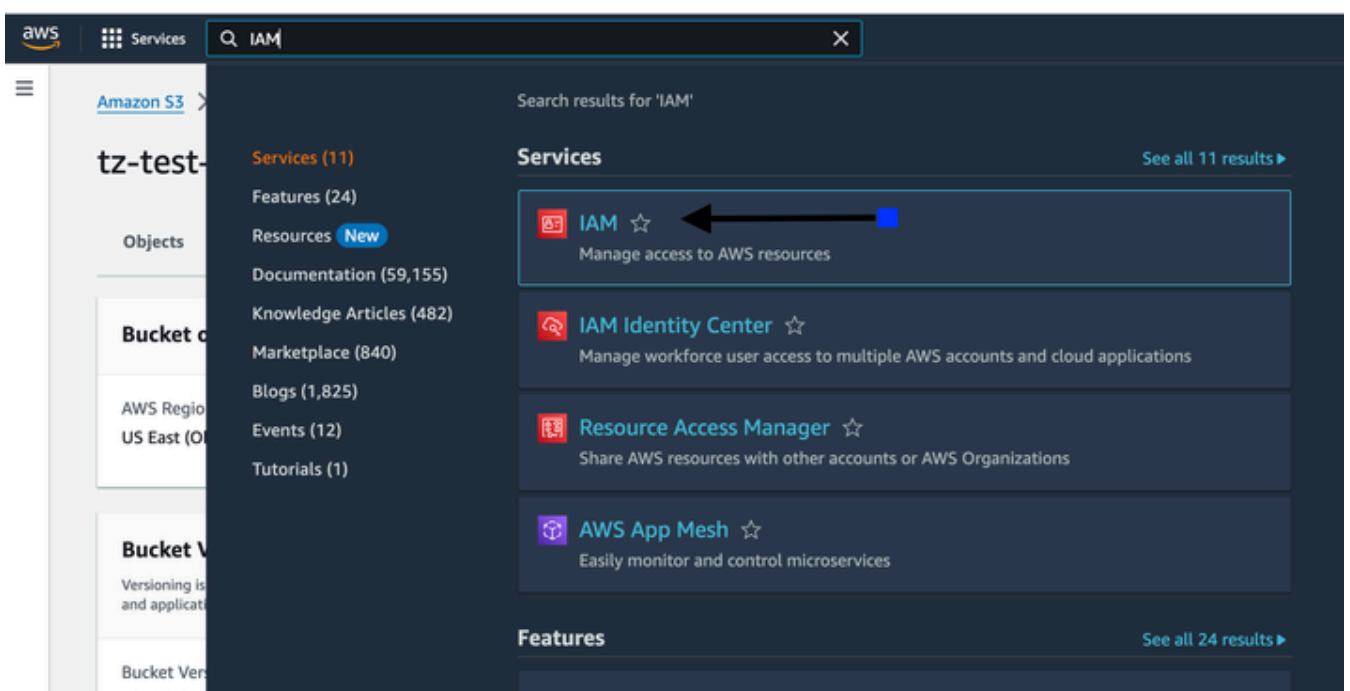 aws
Services
IAM
Amazon S3
tz-test-
Objects
Bucket
AWS
US East
Bucket
Versioning is
and
Bucket
Search results for 'IAM'
Services (11)
Features (24)
Resources New
Documentation (59,155)
Knowledge Articles (482)
Marketplace (840)
Blogs (1,825)
Events (12)
Tutorials (1)
Services
See all 11 results
IAM
Manage access to AWS resources
IAM Identity Center
Manage workforce user access to multiple AWS accounts and cloud applications
Resource Access Manager
Share AWS resources with other accounts or AWS Organizations
AWS App Mesh
Easily monitor and control microservices
Features
See all 24 results